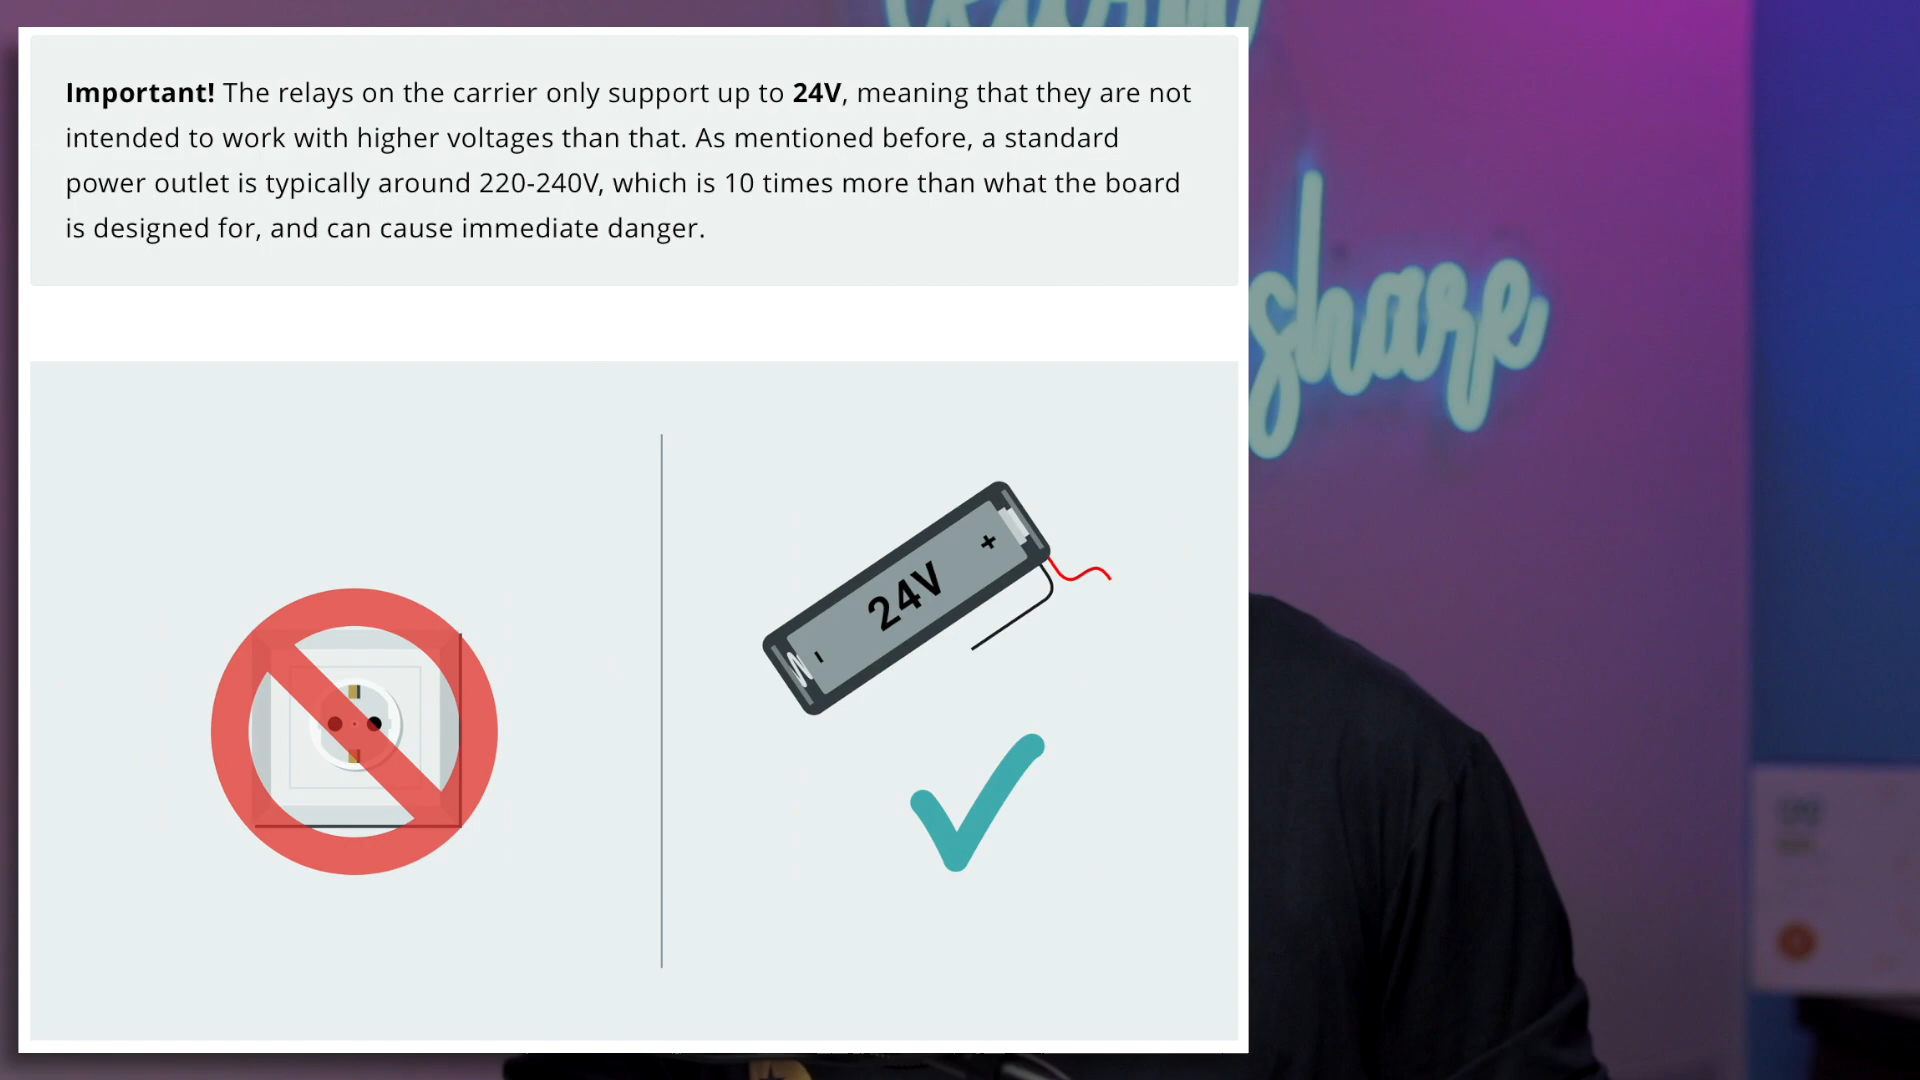 Important! The relays on the carrier only support up to 24V, meaning that they are not
intended to work with higher voltages than that. As mentioned before, a standard
power outlet is typically around 220-240V, which is 10 times more than what the board
is designed for, and can cause immediate danger.
share
24V
+
-